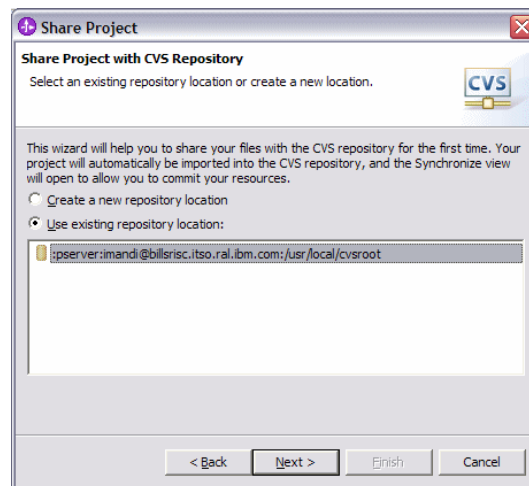 Share Project
Share Project with CVS Repository
Select an existing repository location or create a new location.
CVS
This wizard will help you to share your files with the CVS repository for the first time. Your
project will automatically be imported into the CVS repository, and the Synchronize view
will open to allow you to commit your resources.
Create a new repository location
Use existing repository location:
:pserver:imandi@billsrisc.itso.ral.ibm.com:/usr/local/cvsroot
< Back Next > Finish Cancel